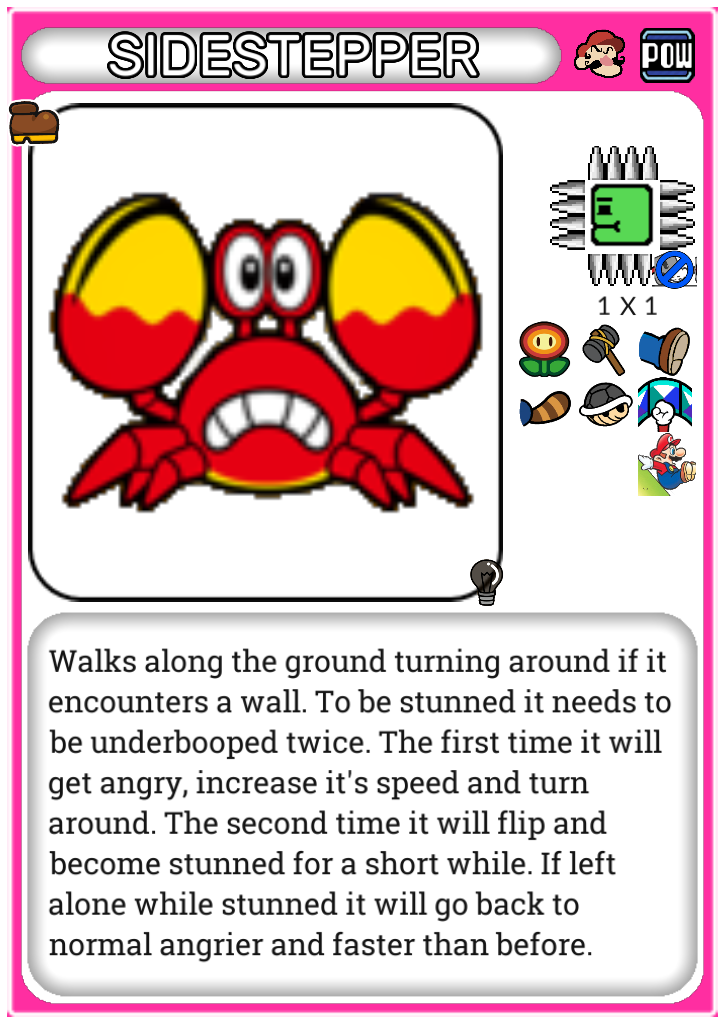 SIDESTEPPER
POW
1 X 1
Walks along the ground turning around if it
encounters a wall. To be stunned it needs to
be underbooped twice. The first time it will
get angry, increase it's speed and turn
around. The second time it will flip and
become stunned for a short while. If left
alone while stunned it will go back to
normal angrier and faster than before.